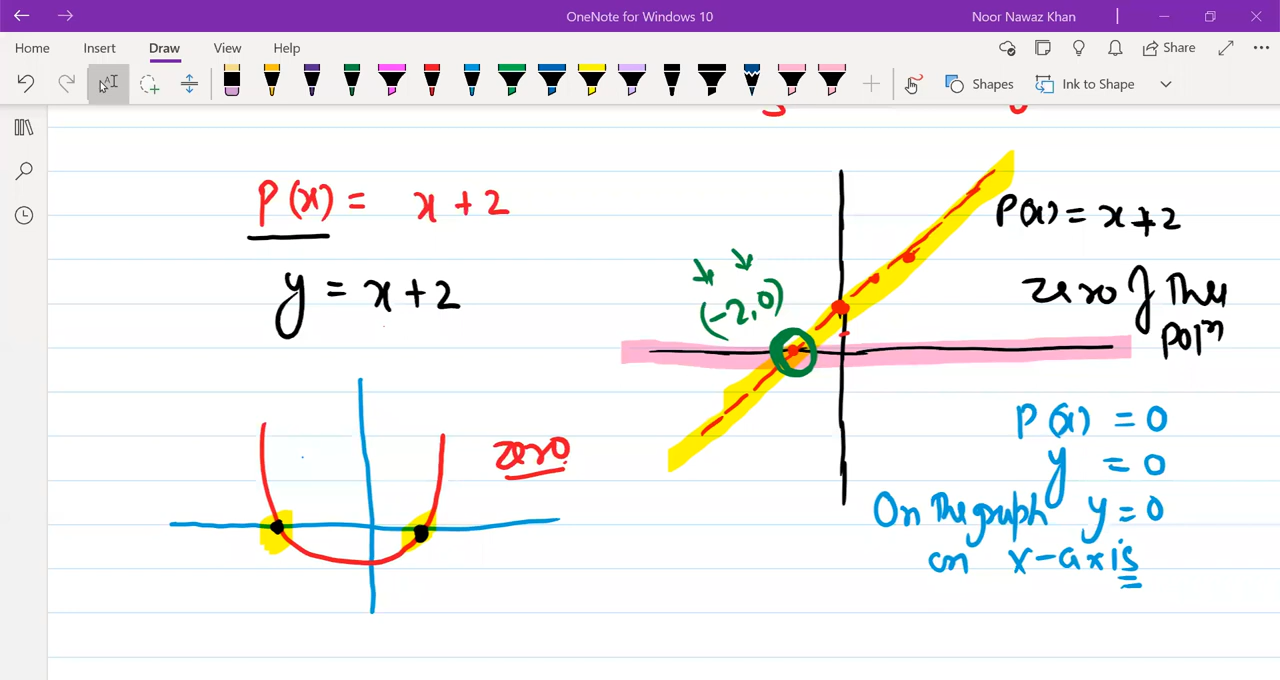 OneNote for Windows 10
Noor Nawaz Khan
Home Insert Draw View Help
Share
Shapes
Ink to Shape
P(x) = x+2
y = x+2
zero
(-2,0)
P(x) = x+2
zero of the
polⁿ
P(x) = 0
y = 0
On the graph y=0
on x-axis